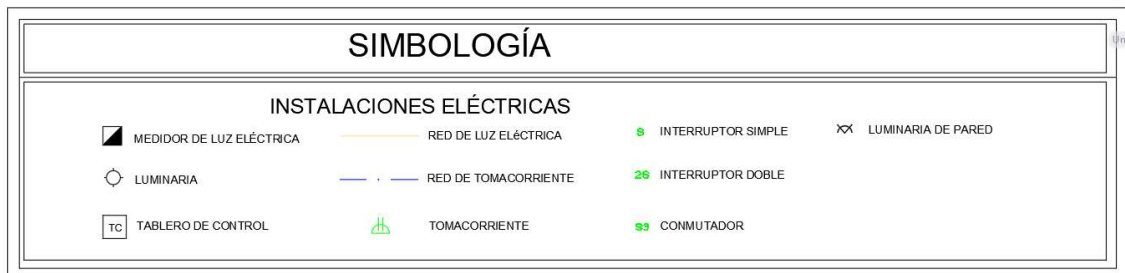 SIMBOLOGÍA
INSTALACIONES ELÉCTRICAS
MEDIDOR DE LUZ ELÉCTRICA
RED DE LUZ ELéCTRICA
S INTERRUPTOR SIMPLE
LUMINARIA DE PARED
LUMINARIA
RED DE TOMACORRIENTE
2S INTERRUPTOR DOBLE
TC TABLERO DE CONTROL
TOMACORRIENTE
S3 CONMUTADOR